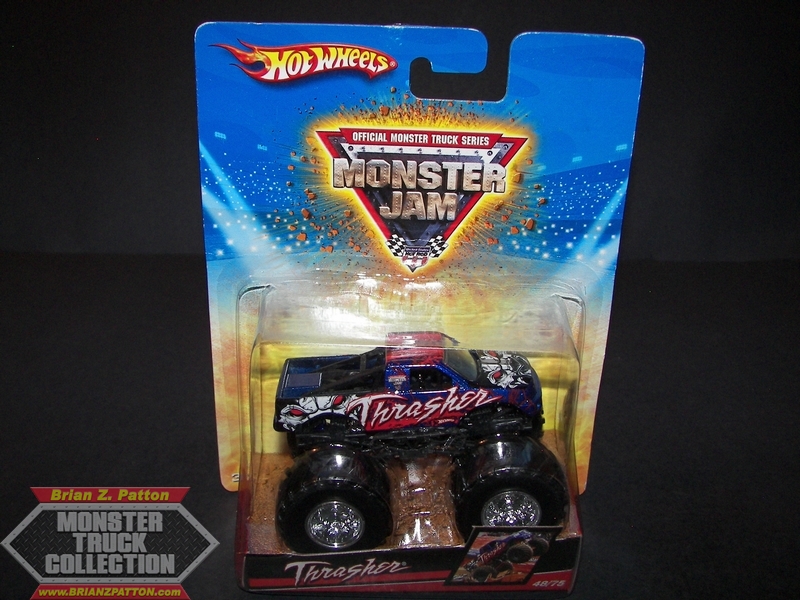 HOT WHEELS®
OFFICIAL MONSTER TRUCK SERIES
MONSTER
JAM
Thrasher
Thrasher
48/75
Brian Z. Patton
MONSTER
TRUCK
COLLECTION
www.BRIANZPATTON.com